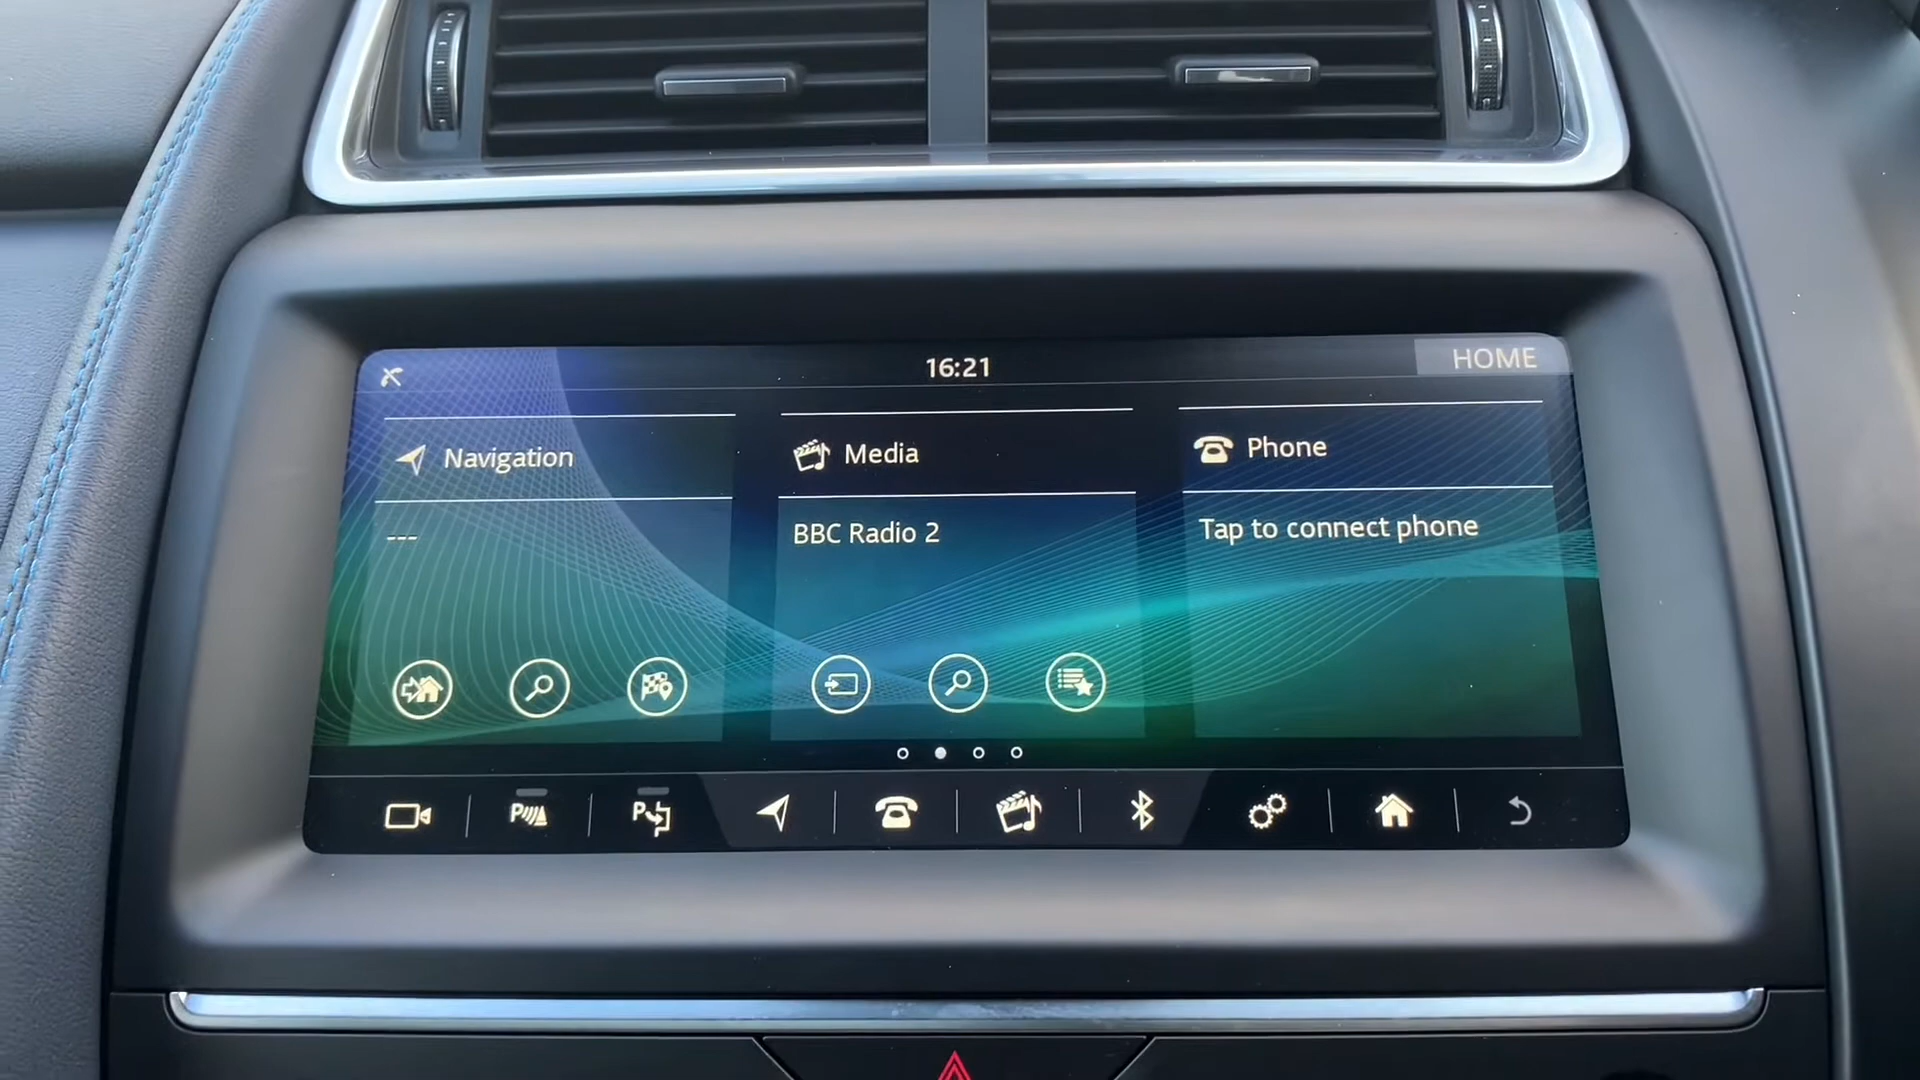 16:21
HOME
Navigation
Media
Phone
---
BBC Radio 2
Tap to connect phone
P
P